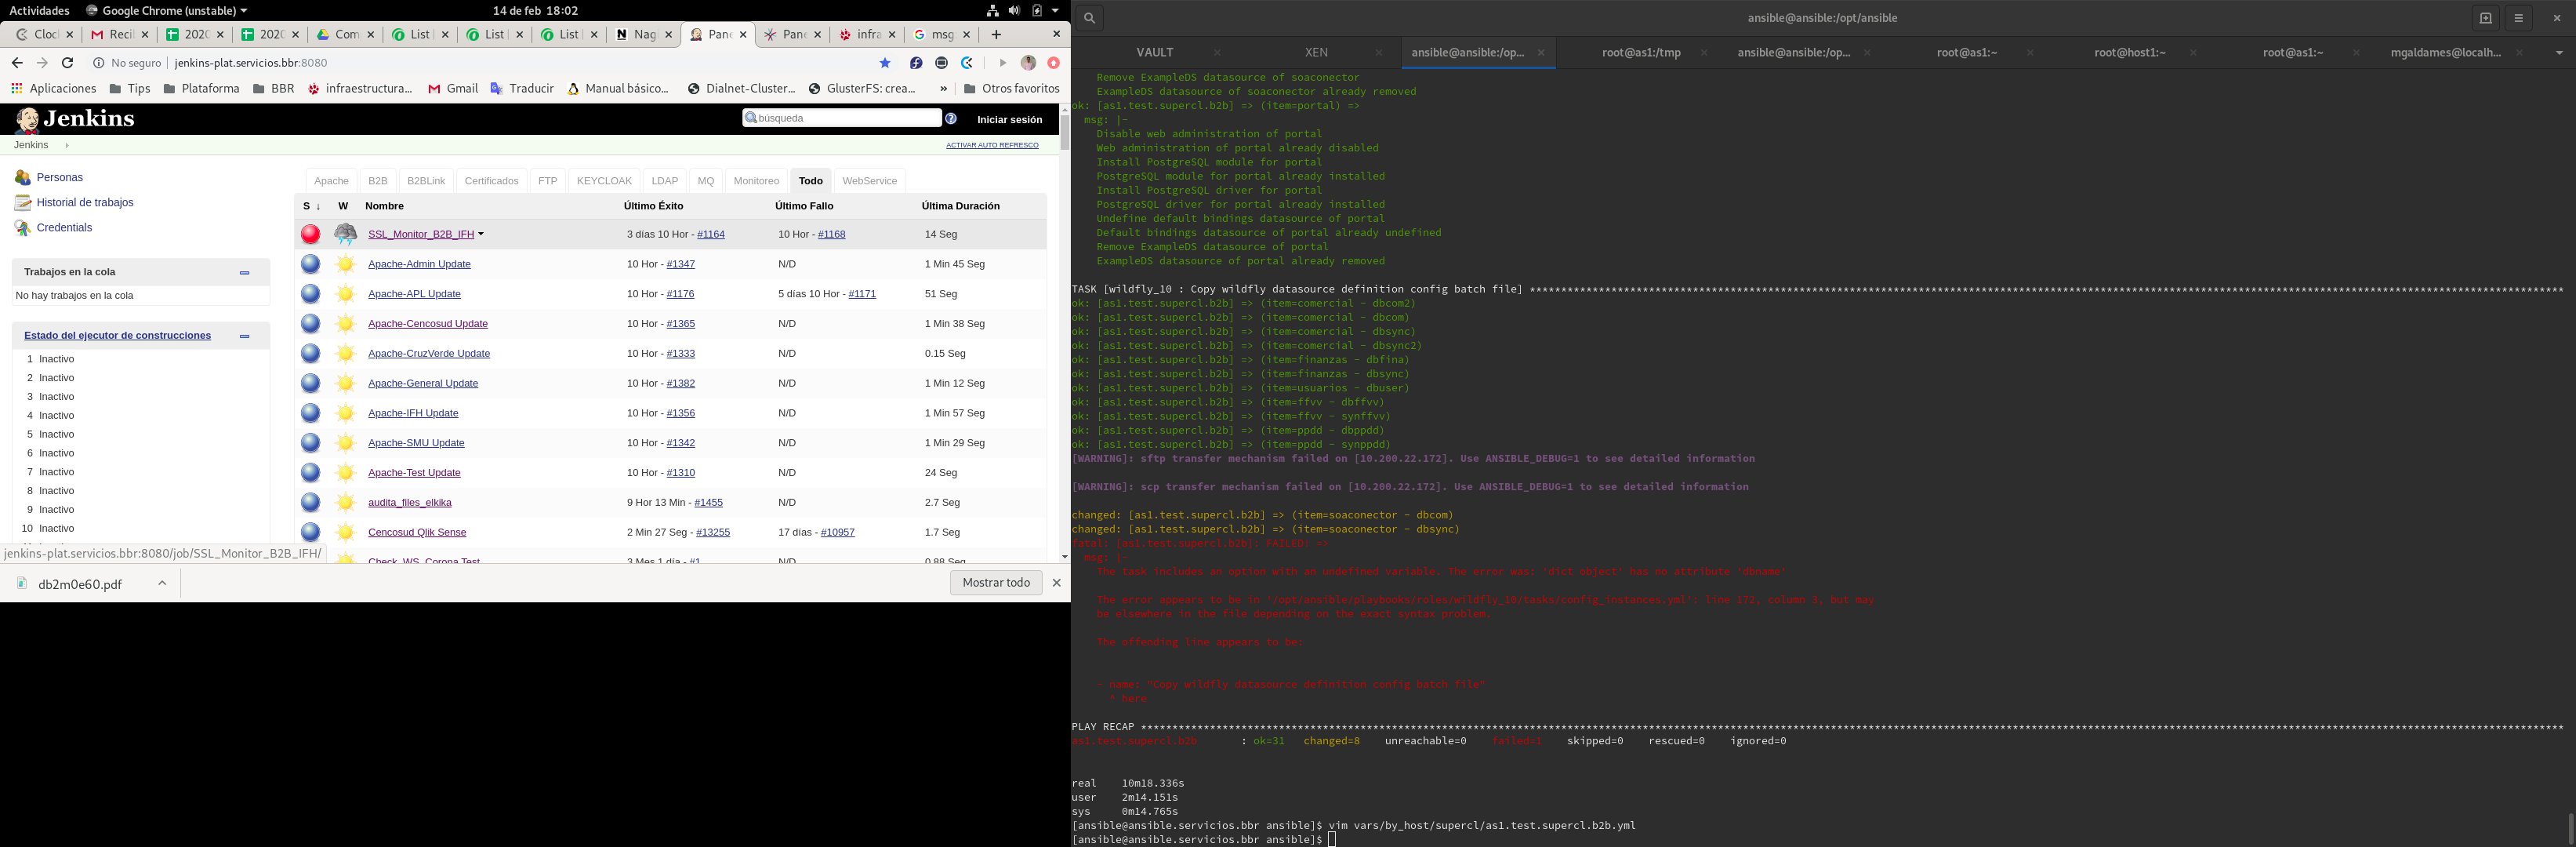 Actividades Google Chrome (unstable) 14 de feb 18:02
Cloc Reci 2020 2020 Com List List List Nag Pane Pane infra msg
No seguro jenkins-plat.servicios.bbr:8080
Aplicaciones Tips Plataforma BBR infraestructura... Gmail Traducir Manual básico... Dialnet-Cluster... GlusterFS: crea... » Otros favoritos
Jenkins búsqueda Iniciar sesión
Jenkins ACTIVAR AUTO REFRESCO
Personas
Historial de trabajos
Credentials
Trabajos en la cola
No hay trabajos en la cola
Estado del ejecutor de construcciones
1 Inactivo
2 Inactivo
3 Inactivo
4 Inactivo
5 Inactivo
6 Inactivo
7 Inactivo
8 Inactivo
9 Inactivo
10 Inactivo
Apache B2B B2BLink Certificados FTP KEYCLOAK LDAP MQ Monitoreo Todo WebService
S ↓ W Nombre Último Éxito Último Fallo Última Duración
SSL_Monitor_B2B_IFH 3 días 10 Hor - #1164 10 Hor - #1168 14 Seg
Apache-Admin Update 10 Hor - #1347 N/D 1 Min 45 Seg
Apache-APL Update 10 Hor - #1176 5 días 10 Hor - #1171 51 Seg
Apache-Cencosud Update 10 Hor - #1365 N/D 1 Min 38 Seg
Apache-CruzVerde Update 10 Hor - #1333 N/D 0.15 Seg
Apache-General Update 10 Hor - #1382 N/D 1 Min 12 Seg
Apache-IFH Update 10 Hor - #1356 N/D 1 Min 57 Seg
Apache-SMU Update 10 Hor - #1342 N/D 1 Min 29 Seg
Apache-Test Update 10 Hor - #1310 N/D 24 Seg
audita_files_elkika 9 Hor 13 Min - #1455 N/D 2.7 Seg
Cencosud Qlik Sense 2 Min 27 Seg - #13255 17 días - #10957 1.7 Seg
Check_WS_Corona Test 3 Mes 1 día - #1 N/D 0.88 Seg
jenkins-plat.servicios.bbr:8080/job/SSL_Monitor_B2B_IFH/
db2m0e60.pdf Mostrar todo
ansible@ansible:/opt/ansible
VAULT XEN ansible@ansible:/op... root@as1:/tmp ansible@ansible:/op... root@as1:~ root@host1:~ root@as1:~ mgaldames@localh...
Remove ExampleDS datasource of soaconector
ExampleDS datasource of soaconector already removed
ok: [as1.test.supercl.b2b] => (item=portal) =>
msg: |-
Disable web administration of portal
Web administration of portal already disabled
Install PostgreSQL module for portal
PostgreSQL module for portal already installed
Install PostgreSQL driver for portal
PostgreSQL driver for portal already installed
Undefine default bindings datasource of portal
Default bindings datasource of portal already undefined
Remove ExampleDS datasource of portal
ExampleDS datasource of portal already removed
TASK [wildfly_10 : Copy wildfly datasource definition config batch file] ****
ok: [as1.test.supercl.b2b] => (item=comercial - dbcom2)
ok: [as1.test.supercl.b2b] => (item=comercial - dbcom)
ok: [as1.test.supercl.b2b] => (item=comercial - dbsync)
ok: [as1.test.supercl.b2b] => (item=comercial - dbsync2)
ok: [as1.test.supercl.b2b] => (item=finanzas - dbfina)
ok: [as1.test.supercl.b2b] => (item=finanzas - dbsync)
ok: [as1.test.supercl.b2b] => (item=usuarios - dbuser)
ok: [as1.test.supercl.b2b] => (item=ffvv - dbffvv)
ok: [as1.test.supercl.b2b] => (item=ffvv - synffvv)
ok: [as1.test.supercl.b2b] => (item=ppdd - dbppdd)
ok: [as1.test.supercl.b2b] => (item=ppdd - synppdd)
[WARNING]: sftp transfer mechanism failed on [10.200.22.172]. Use ANSIBLE_DEBUG=1 to see detailed information
[WARNING]: scp transfer mechanism failed on [10.200.22.172]. Use ANSIBLE_DEBUG=1 to see detailed information
changed: [as1.test.supercl.b2b] => (item=soaconector - dbcom)
changed: [as1.test.supercl.b2b] => (item=soaconector - dbsync)
fatal: [as1.test.supercl.b2b]: FAILED! =>
msg: |-
The task includes an option with an undefined variable. The error was: 'dict object' has no attribute 'dbname'
The error appears to be in '/opt/ansible/playbooks/roles/wildfly_10/tasks/config_instances.yml': line 172, column 3, but may
be elsewhere in the file depending on the exact syntax problem.
The offending line appears to be:
- name: "Copy wildfly datasource definition config batch file"
^ here
PLAY RECAP ****
as1.test.supercl.b2b : ok=31 changed=8 unreachable=0 failed=1 skipped=0 rescued=0 ignored=0
real 10m18.336s
user 2m14.151s
sys 0m14.765s
[ansible@ansible.servicios.bbr ansible]$ vim vars/by_host/supercl/as1.test.supercl.b2b.yml
[ansible@ansible.servicios.bbr ansible]$